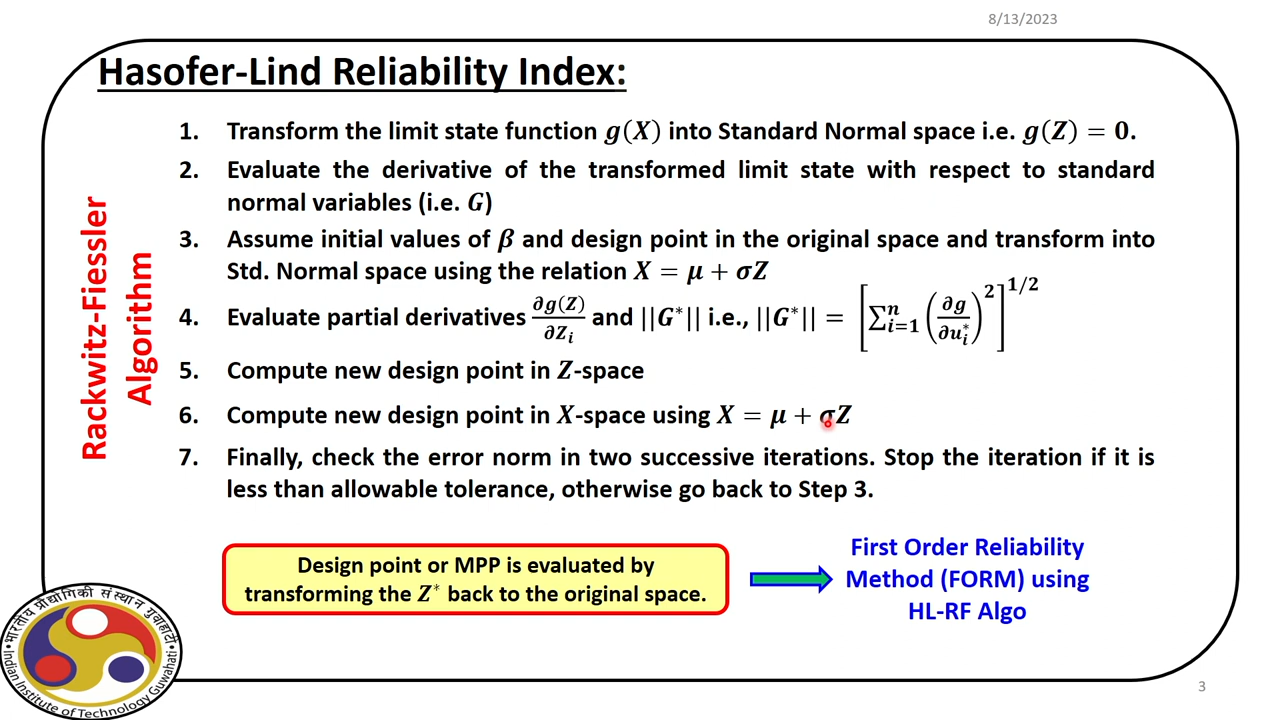 8/13/2023
Hasofer-Lind Reliability Index:
Rackwitz-Fiessler
Algorithm
1. Transform the limit state function g(X) into Standard Normal space i.e. g(Z) = 0.
2. Evaluate the derivative of the transformed limit state with respect to standard
normal variables (i.e. G)
3. Assume initial values of β and design point in the original space and transform into
Std. Normal space using the relation X = μ + σZ
4. Evaluate partial derivatives ∂g(Z)/∂Z_i and ||G*|| i.e., ||G*|| = [∑_{i=1}^{n} (∂g/∂u_i^*)^2]^{1/2}
5. Compute new design point in Z-space
6. Compute new design point in X-space using X = μ + σZ
7. Finally, check the error norm in two successive iterations. Stop the iteration if it is
less than allowable tolerance, otherwise go back to Step 3.
Design point or MPP is evaluated by
transforming the Z* back to the original space.
First Order Reliability
Method (FORM) using
HL-RF Algo
भारतीय प्रौद्योगिकी संस्थान गुवाहाटी
Indian Institute of Technology Guwahati
3